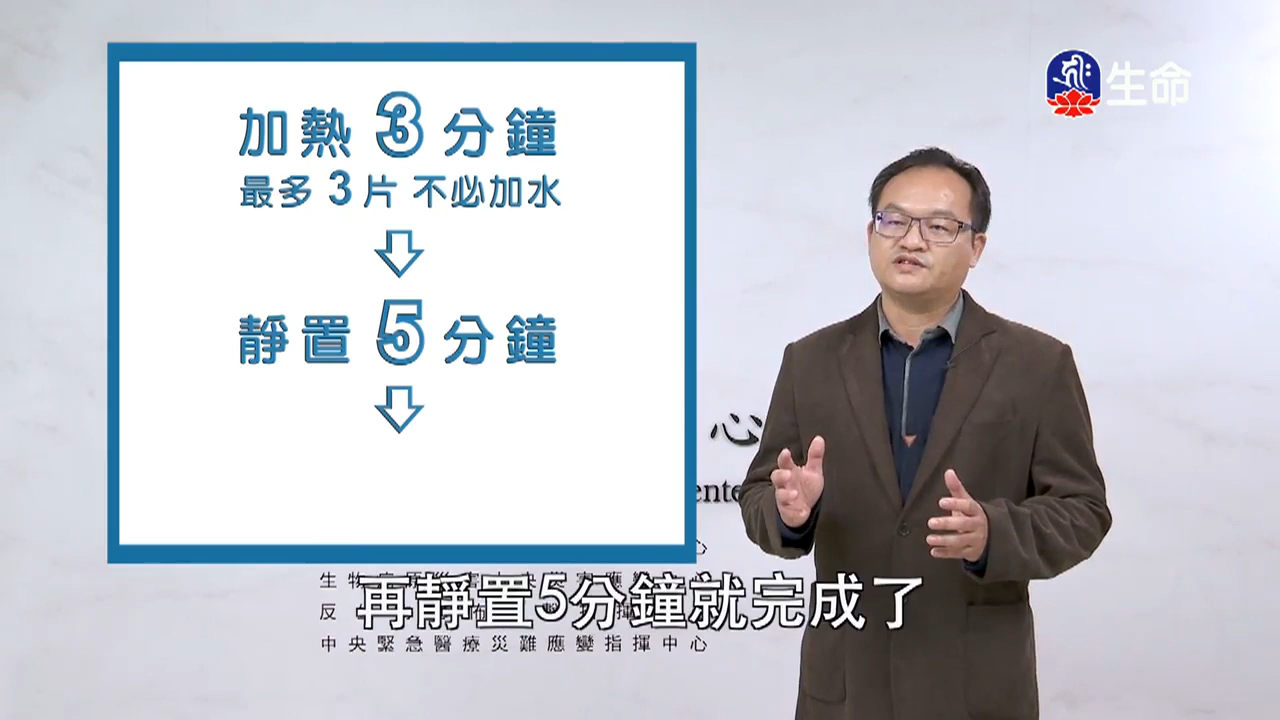 生命
加熱3分鐘
最多3片 不必加水
靜置5分鐘
心
ente
心
再靜置5分鐘就完成了
中央緊急醫療災難應變指揮中心